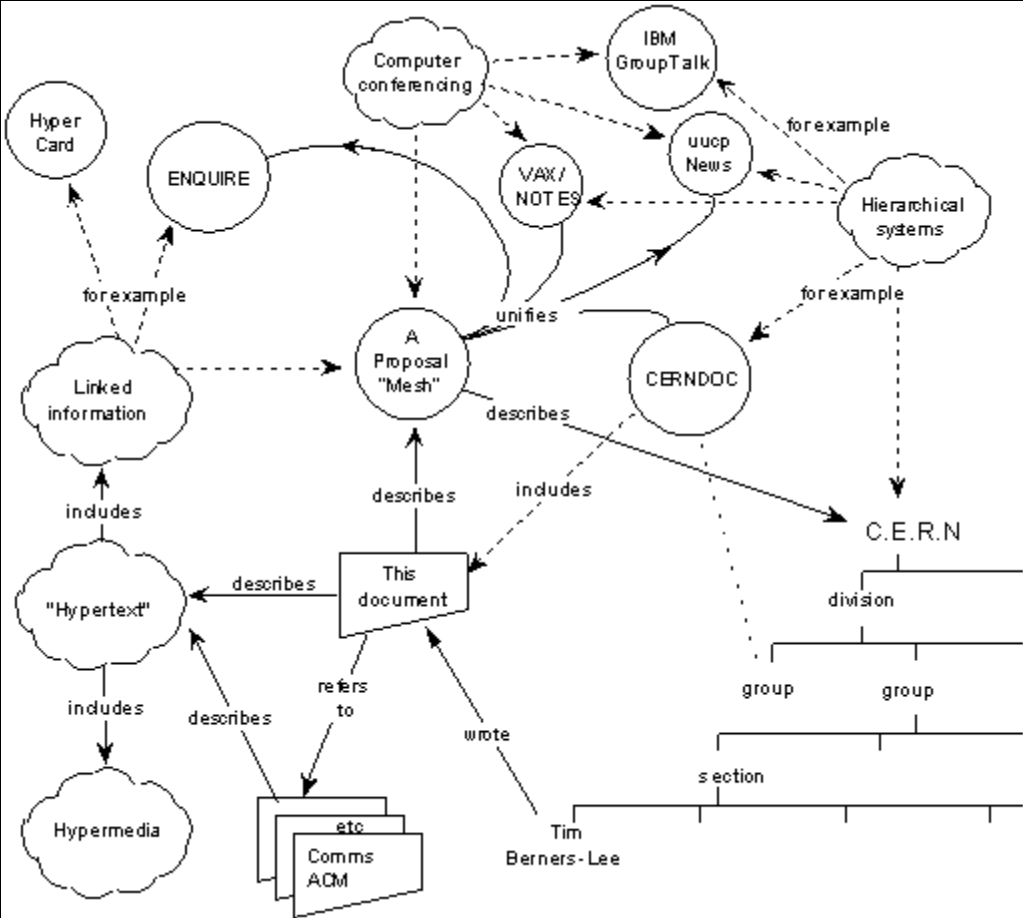 Computer
conferencing
IBM
GroupTalk
Hyper
Card
for example
uucp
News
ENQUIRE
VAX/
NOTES
Hierarchical
systems
for example
for example
unifies
A
Proposal
"Mesh"
Linked
information
CERNDOC
describes
includes
describes
includes
C.E.R.N
This
document
describes
division
"Hypertext"
refers
to
group
group
includes
describes
wrote
section
Hypermedia
etc
Comms
ACM
Tim
Berners-Lee